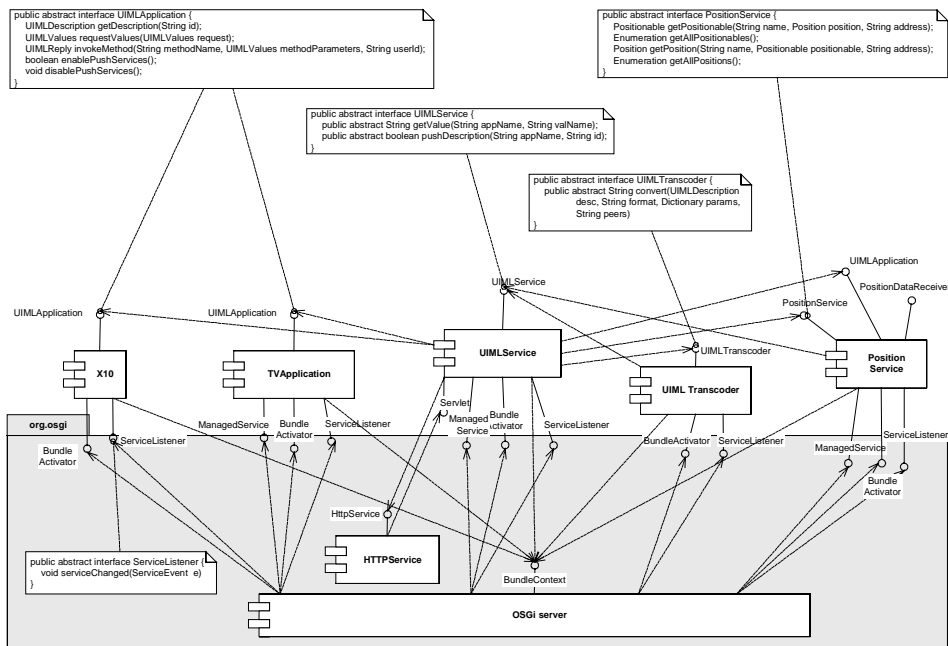 public abstract interface UIMLApplication {
UIMLDescription getDescription(String id);
UIMLValues requestValues(UIMLValues request);
UIMLReply invokeMethod(String methodName, UIMLValues methodParameters, String userId);
boolean enablePushServices();
void disablePushServices();
}
public abstract interface PositionService {
Positionable getPositionable(String name, Position position, String address);
Enumeration getAllPositionables();
Position getPosition(String name, Positionable positionable, String address);
Enumeration getAllPositions();
}
public abstract interface UIMLService {
public abstract String getValue(String appName, String valName);
public abstract boolean pushDescription(String appName, String id);
}
public abstract interface UIMLTranscoder {
public abstract String convert(UIMLDescription
desc, String format, Dictionary params,
String peers)
}
UIMLApplication
UIMLService
PositionDataReceive
UIMLApplication
UIMLApplication
PositionService
UIMLService
UIMLTranscoder
X10
TVApplication
UIML Transcoder
Position
Service
org.osgi
Servlet
ServiceListener
ManagedService
Bundle
Activator
ServiceListener
Managed
Service
Bundle
Activator
ServiceListener
BundleActivator
ServiceListener
ManagedService
ServiceListener
Bundle
Activator
Bundle
Activator
HttpService
HTTPService
public abstract interface ServiceListener {
void serviceChanged(ServiceEvent e)
}
BundleContext
OSGi server